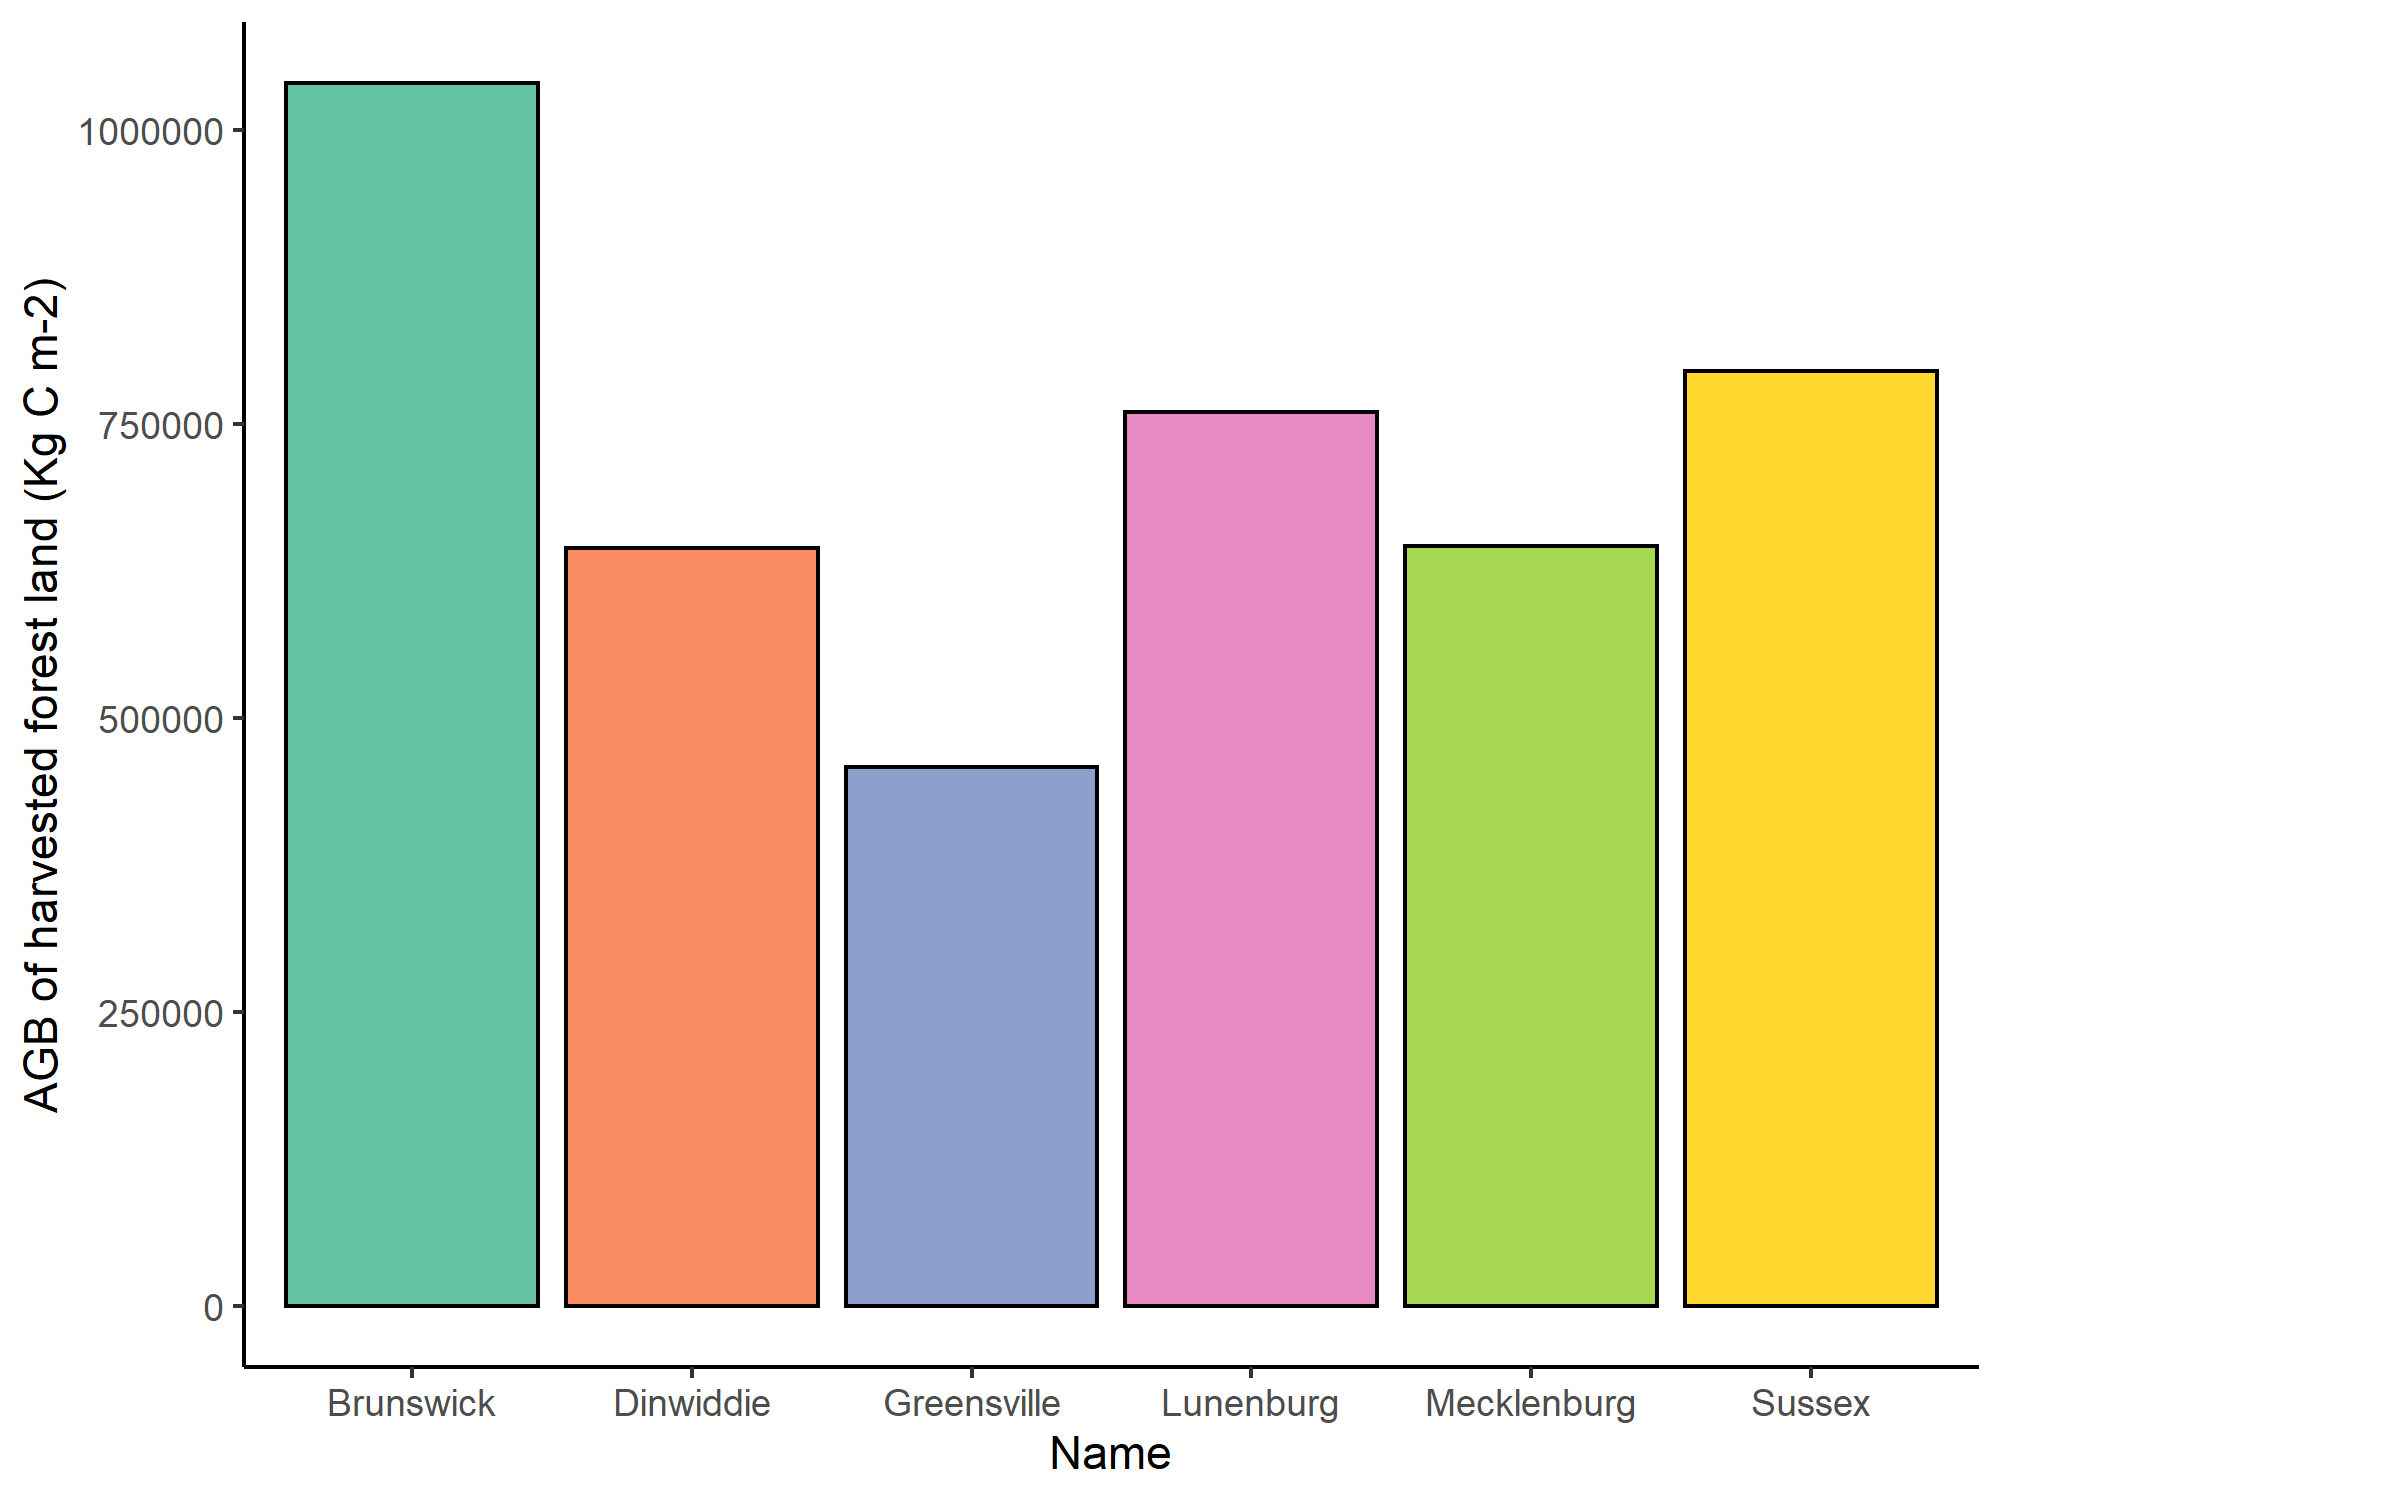 AGB of harvested forest land (Kg C m-2)
1000000
750000
500000
250000
0
Brunswick Dinwiddie Greensville Lunenburg Mecklenburg Sussex
Name